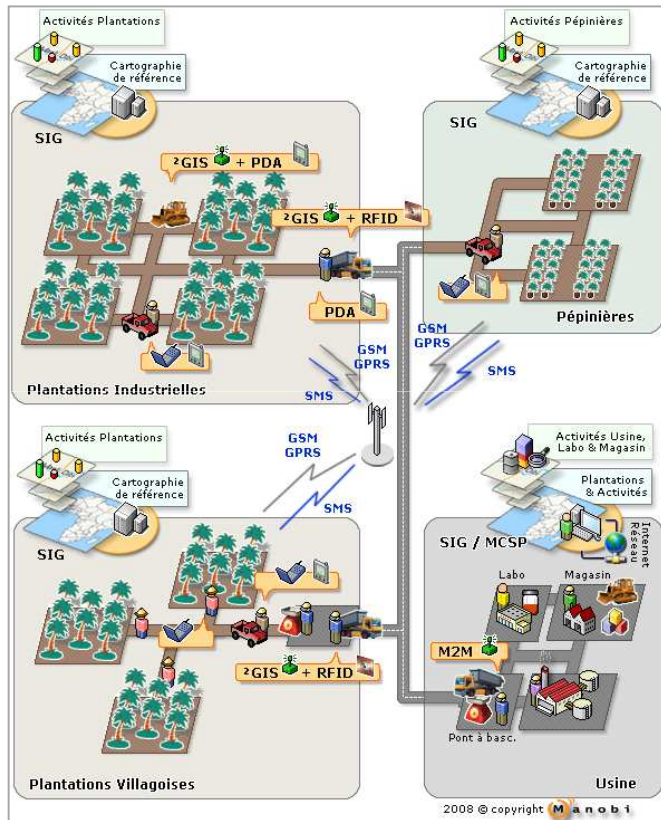 Activités Plantations
Cartographie
de référence
SIG
²GIS + PDA
²GIS + RFID
PDA
Plantations Industrielles
Activités Pépinières
Cartographie
de référence
SIG
Pépinières
GSM
GPRS
SMS
GSM
GPRS
SMS
GSM
GPRS
SMS
Activités Plantations
Cartographie
de référence
SIG
²GIS + RFID
Plantations Villagoises
Activités Usine,
Labo & Magasin
Plantations
& Activités
Internet
Réseau
SIG / MCSP
Labo
Magasin
M2M
Pont à basc.
Usine
2008 © copyright Manobi